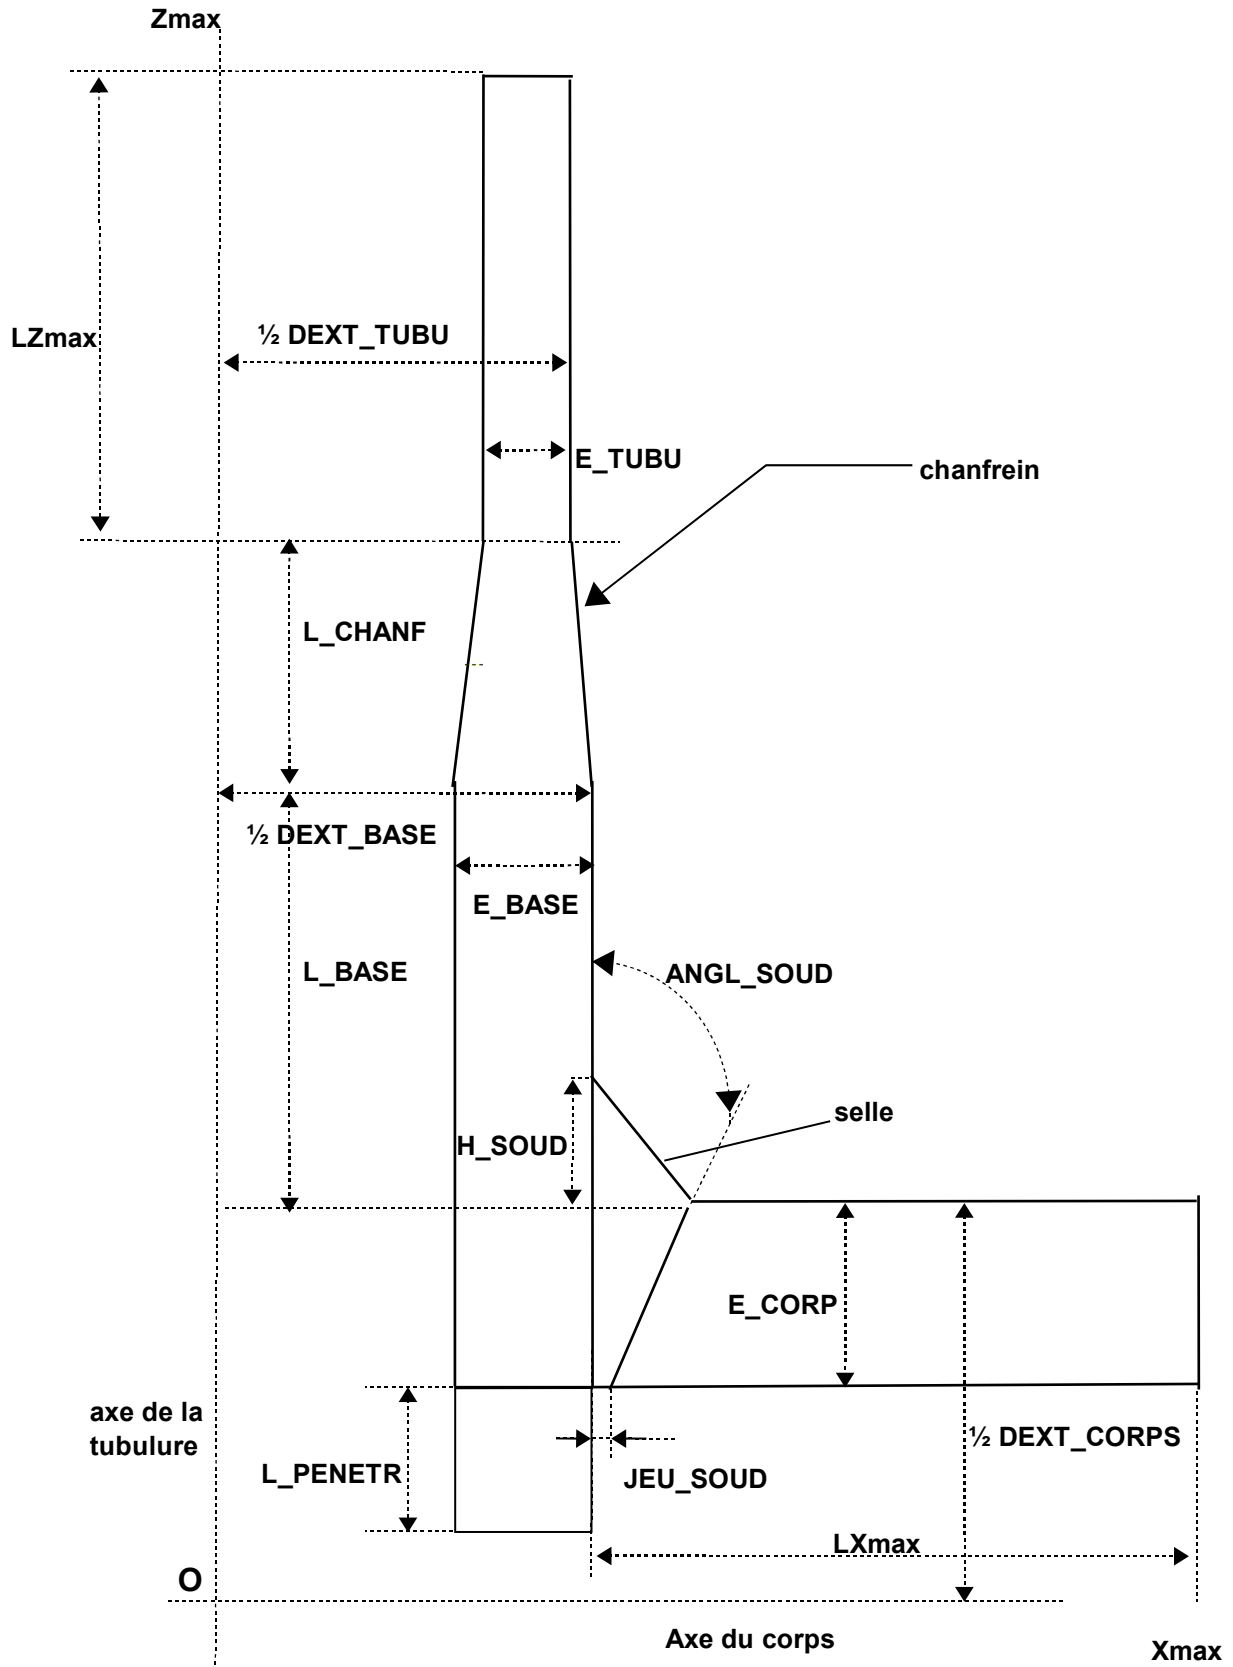 Zmax
LZmax
½ DEXT_TUBU
E_TUBU
chanfrein
L_CHANF
½ DEXT_BASE
E_BASE
L_BASE
ANGL_SOUD
selle
H_SOUD
E_CORP
axe de la
tubulure
½ DEXT_CORPS
L_PENETR
JEU_SOUD
LXmax
O
Axe du corps
Xmax